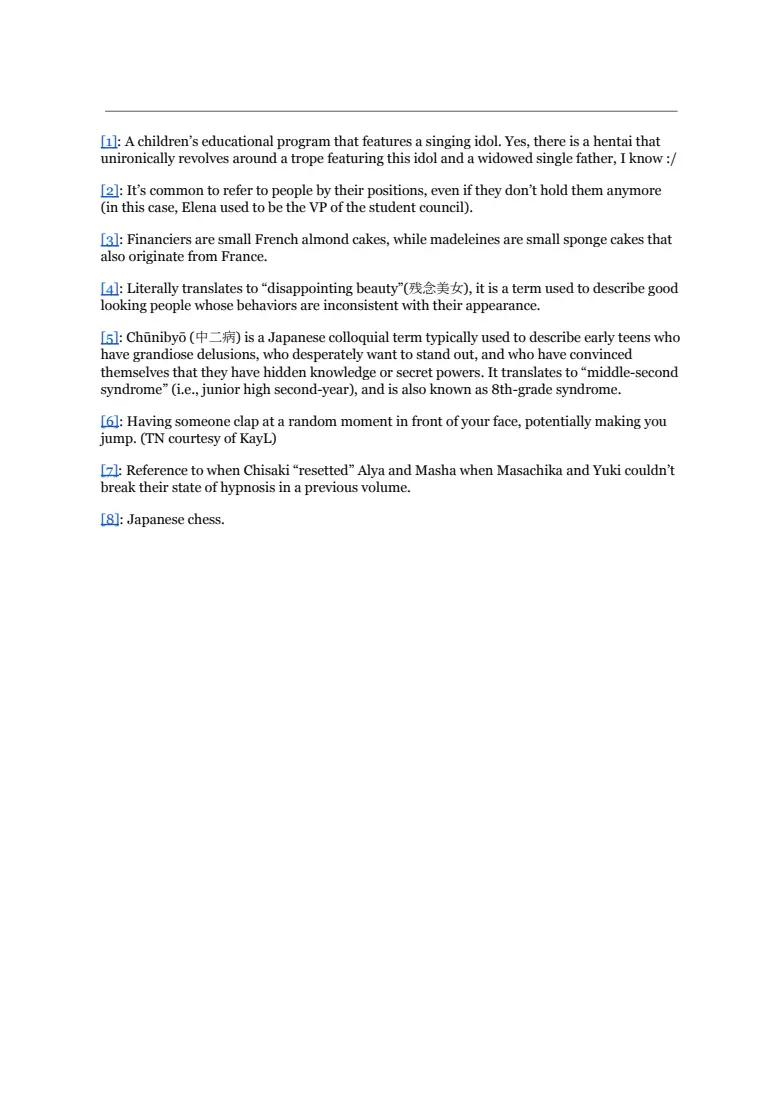 [1]: A children’s educational program that features a singing idol. Yes, there is a hentai that
unironically revolves around a trope featuring this idol and a widowed single father, I know :/
[2]: It’s common to refer to people by their positions, even if they don’t hold them anymore
(in this case, Elena used to be the VP of the student council).
[3]: Financiers are small French almond cakes, while madeleines are small sponge cakes that
also originate from France.
[4]: Literally translates to “disappointing beauty”(残念美女), it is a term used to describe good
looking people whose behaviors are inconsistent with their appearance.
[5]: Chūnibyō (中二病) is a Japanese colloquial term typically used to describe early teens who
have grandiose delusions, who desperately want to stand out, and who have convinced
themselves that they have hidden knowledge or secret powers. It translates to “middle-second
syndrome” (i.e., junior high second-year), and is also known as 8th-grade syndrome.
[6]: Having someone clap at a random moment in front of your face, potentially making you
jump. (TN courtesy of KayL)
[7]: Reference to when Chisaki “resetted” Alya and Masha when Masachika and Yuki couldn’t
break their state of hypnosis in a previous volume.
[8]: Japanese chess.